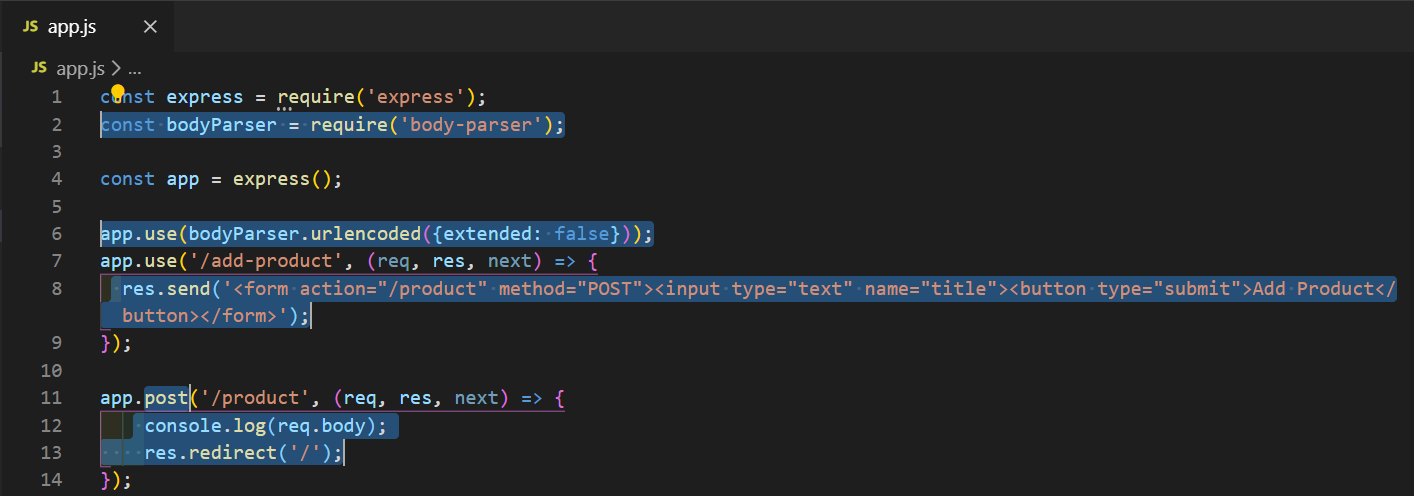 JS app.js ×
JS app.js > ...
1 const express = require('express');
2 const bodyParser = require('body-parser');
3
4 const app = express();
5
6 app.use(bodyParser.urlencoded({extended: false}));
7 app.use('/add-product', (req, res, next) => {
8 res.send('<form action="/product" method="POST"><input type="text" name="title"><button type="submit">Add Product</
button></form>');
9 });
10
11 app.post('/product', (req, res, next) => {
12 console.log(req.body);
13 res.redirect('/');
14 });